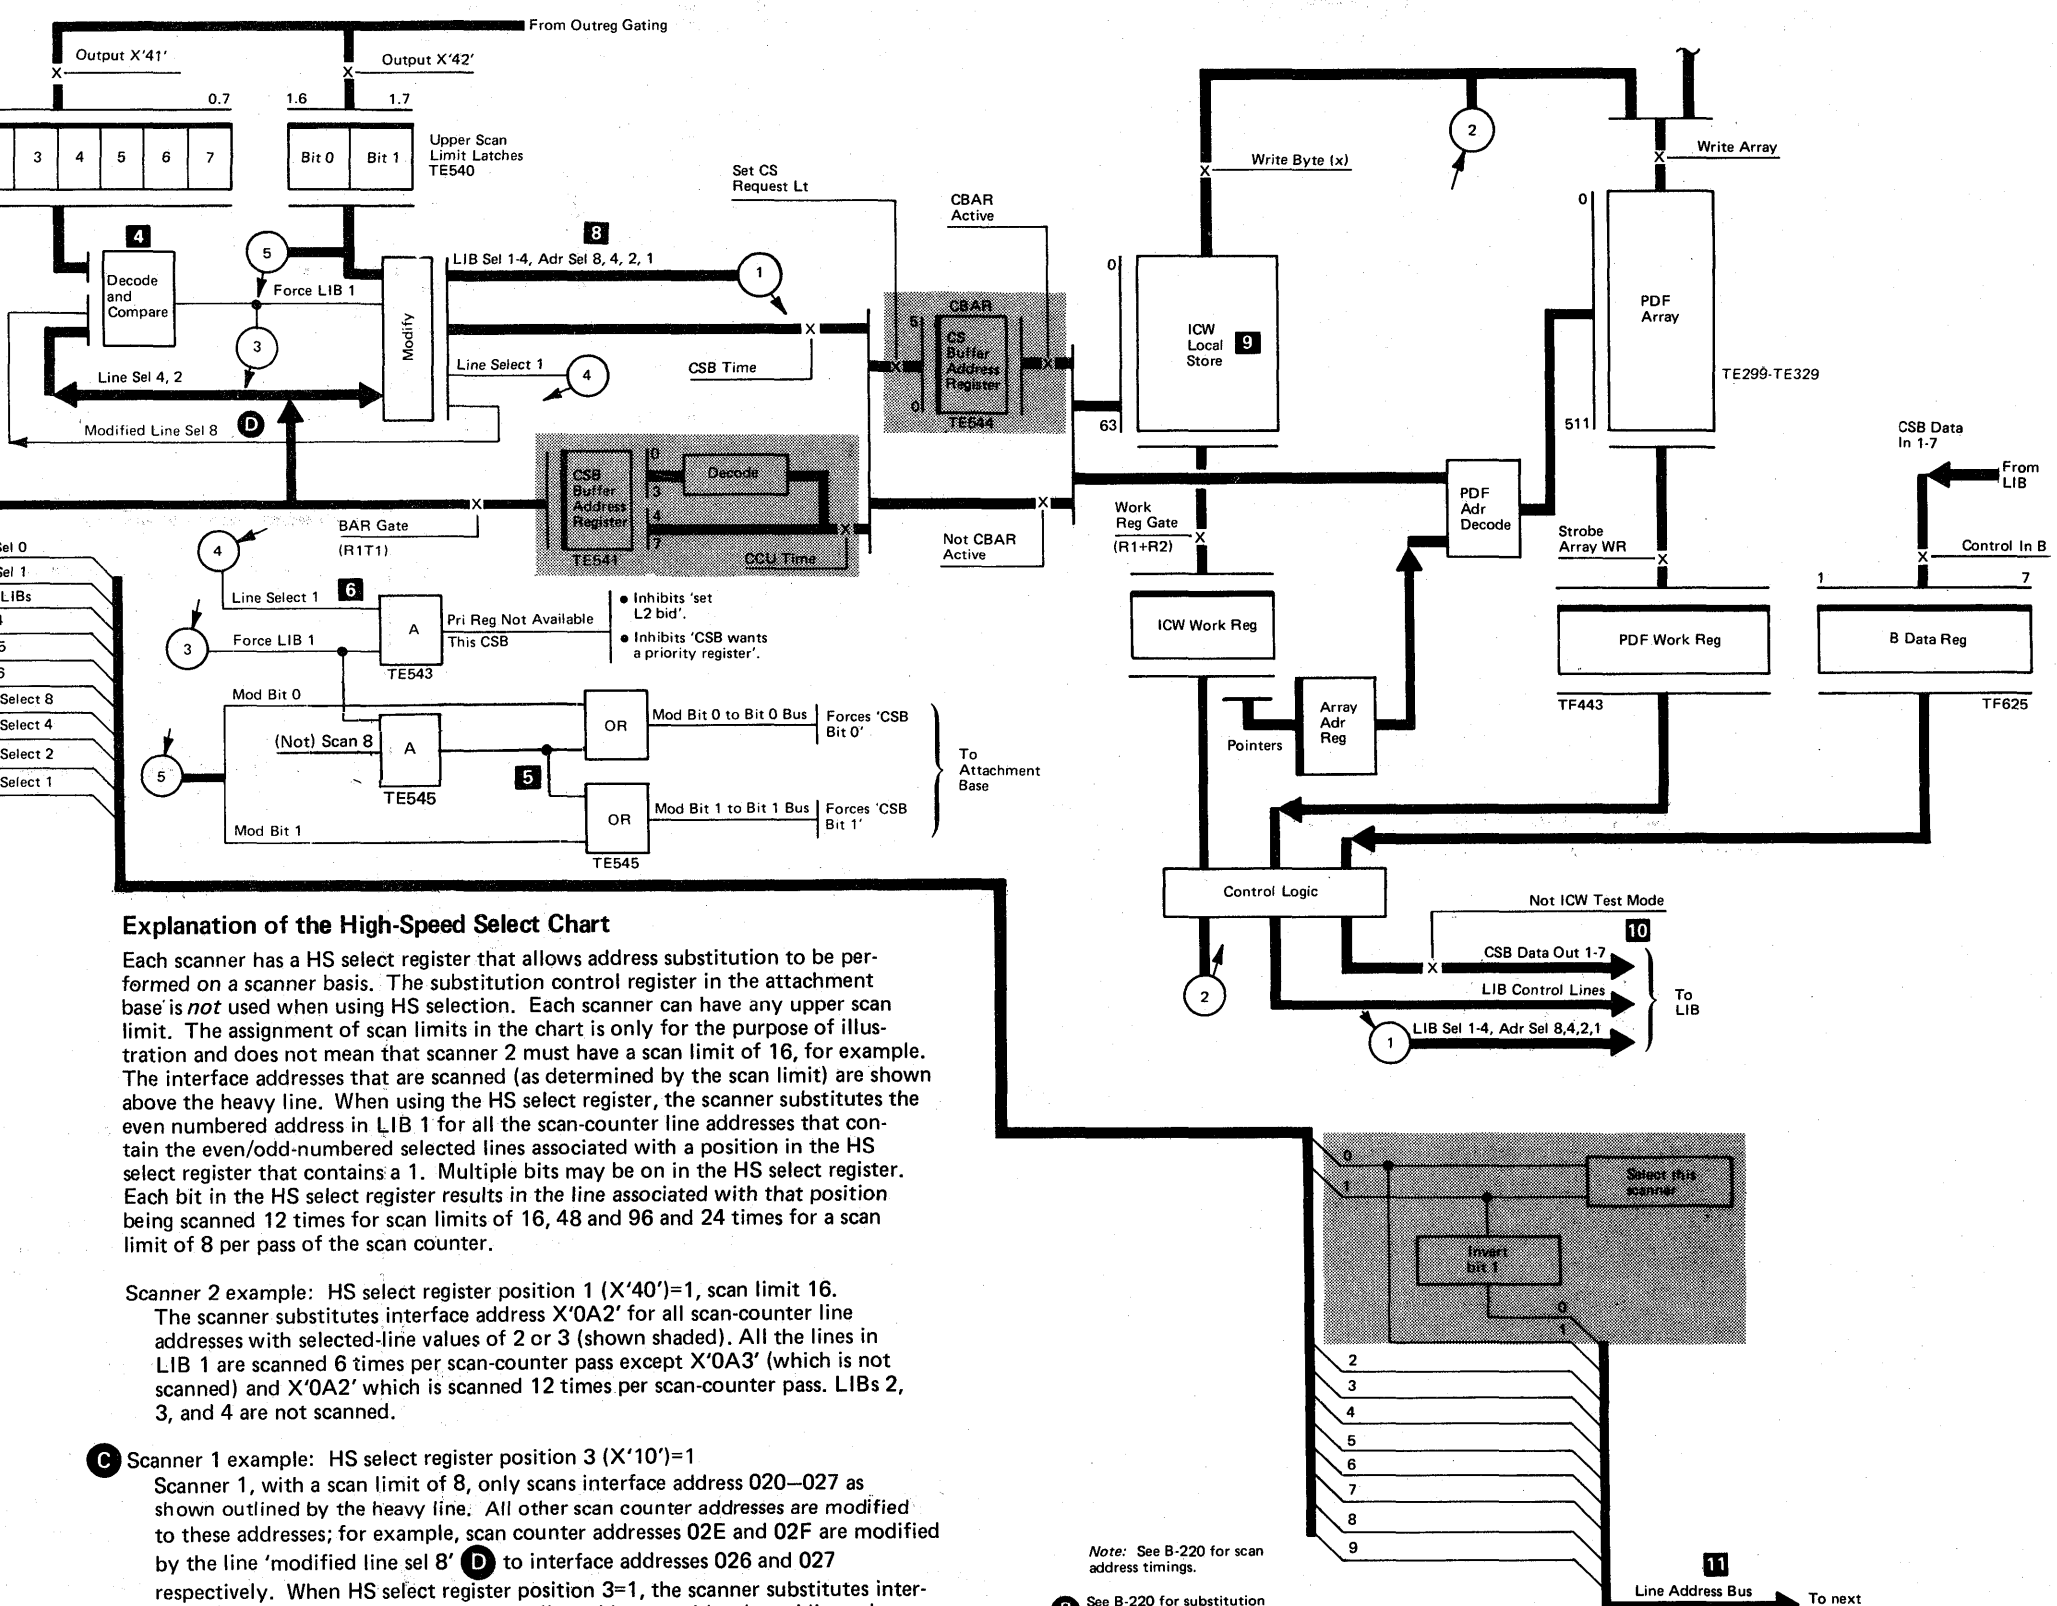 From Outreg Gating
Output X'41'
Output X'42'
X
X
0.7
1.6
1.7
3
4
5
6
7
Bit 0
Bit 1
Upper Scan
Limit Latches
TE540
4
Decode
and
Compare
5
Force LIB 1
3
Line Sel 4, 2
D
Modified Line Sel 8
Modify
8
LIB Sel 1-4, Adr Sel 8, 4, 2, 1
1
X
CSB Time
Line Select 1
4
Set CS
Request Lt
CBAR
Active
CBAR
5
CS
Buffer
Address
Register
0
TE544
X
X
CSB
Buffer
Address
Register
TE541
0
3
4
7
Decode
X
CCU Time
X
BAR Gate
(R1T1)
X
Not CBAR
Active
2
Write Byte (x)
X
Write Array
X
0
ICW
Local
Store
9
63
0
PDF
Array
511
TE299-TE329
CSB Data
In 1-7
From
LIB
PDF
Adr
Decode
Work
Reg Gate
(R1+R2)
X
Strobe
Array WR
X
Control In B
X
1
7
ICW Work Reg
PDF Work Reg
TF443
B Data Reg
TF625
Array
Adr
Reg
Pointers
Sel 0
Sel 1
LIBs
5
6
Select 8
Select 4
Select 2
Select 1
4
Line Select 1
6
3
Force LIB 1
A
TE543
Pri Reg Not Available
This CSB
● Inhibits 'set
L2 bid'.
● Inhibits 'CSB wants
a priority register'.
Mod Bit 0
(Not) Scan 8
A
TE545
5
5
Mod Bit 1
OR
Mod Bit 0 to Bit 0 Bus
Forces 'CSB
Bit 0'
OR
TE545
Mod Bit 1 to Bit 1 Bus
Forces 'CSB
Bit 1'
To
Attachment
Base
Control Logic
2
Not ICW Test Mode
10
X
CSB Data Out 1-7
LIB Control Lines
1
LIB Sel 1-4, Adr Sel 8,4,2,1
To
LIB
Explanation of the High-Speed Select Chart
Each scanner has a HS select register that allows address substitution to be per-
formed on a scanner basis. The substitution control register in the attachment
base is not used when using HS selection. Each scanner can have any upper scan
limit. The assignment of scan limits in the chart is only for the purpose of illus-
tration and does not mean that scanner 2 must have a scan limit of 16, for example.
The interface addresses that are scanned (as determined by the scan limit) are shown
above the heavy line. When using the HS select register, the scanner substitutes the
even numbered address in LIB 1 for all the scan-counter line addresses that con-
tain the even/odd-numbered selected lines associated with a position in the HS
select register that contains a 1. Multiple bits may be on in the HS select register.
Each bit in the HS select register results in the line associated with that position
being scanned 12 times for scan limits of 16, 48 and 96 and 24 times for a scan
limit of 8 per pass of the scan counter.
Scanner 2 example: HS select register position 1 (X'40')=1, scan limit 16.
The scanner substitutes interface address X'0A2' for all scan-counter line
addresses with selected-line values of 2 or 3 (shown shaded). All the lines in
LIB 1 are scanned 6 times per scan-counter pass except X'0A3' (which is not
scanned) and X'0A2' which is scanned 12 times per scan-counter pass. LIBs 2,
3, and 4 are not scanned.
C Scanner 1 example: HS select register position 3 (X'10')=1
Scanner 1, with a scan limit of 8, only scans interface address 020—027 as
shown outlined by the heavy line. All other scan counter addresses are modified
to these addresses; for example, scan counter addresses 02E and 02F are modified
by the line 'modified line sel 8' D to interface addresses 026 and 027
respectively. When HS select register position 3=1, the scanner substitutes inter-
0
1
Select this
scanner
Invert
bit 1
0
1
2
3
4
5
6
7
8
9
Note: See B-220 for scan
address timings.
See B-220 for substitution
11
Line Address Bus
To next